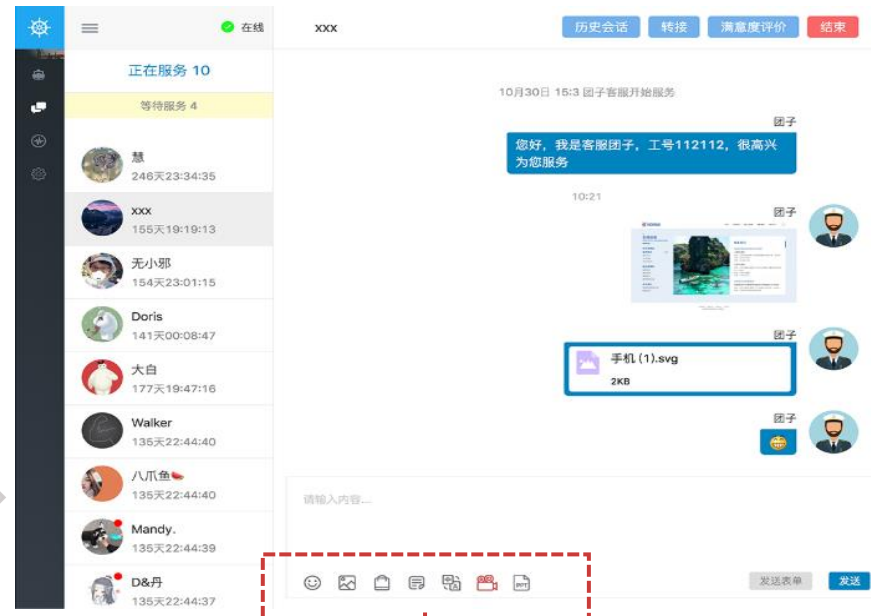 在线
xxx
历史会话
转接
满意度评价
结束
正在服务 10
等待服务 4
慧
246天23:34:35
xxx
155天19:19:13
无小邪
154天23:01:15
Doris
141天00:08:47
大白
177天19:47:16
Walker
135天22:44:40
八爪鱼🍉
135天22:44:40
Mandy.
135天22:44:39
D&丹
135天22:44:37
10月30日 15:3 团子客服开始服务
团子
您好，我是客服团子，工号112112，很高兴
为您服务
10:21
团子
团子
手机 (1).svg
2KB
团子
请输入内容...
发送表单
发送